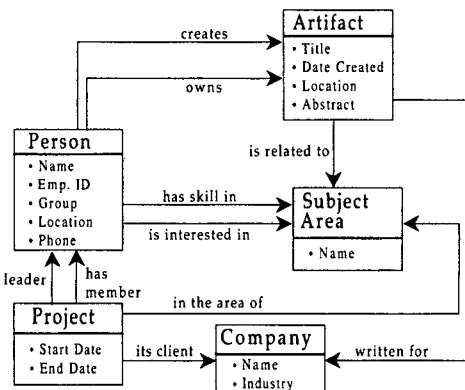 creates
owns
Artifact
• Title
• Date Created
• Location
• Abstract
is related to
Person
• Name
• Emp. ID
• Group
• Location
• Phone
has skill in
is interested in
Subject
Area
• Name
leader
has
member
in the area of
Project
• Start Date
• End Date
its client
Company
• Name
• Industry
written for